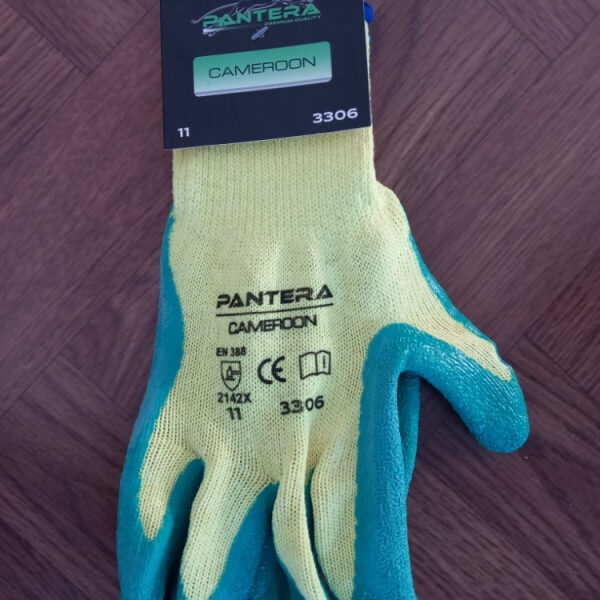 PANTERA
PREMIUM QUALITY
CAMEROON
11 3306
PANTERA
CAMEROON
EN 388
CE
2142X
11 3306